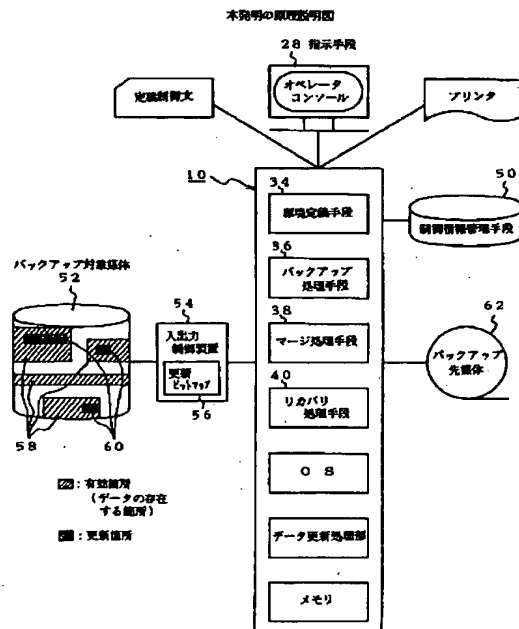 本発明の原理説明図
28 指示手段
オペレータ
コンソール
定義制御文
プリンタ
10
34
環境定義手段
50
制御情報管理手段
バックアップ対象媒体
52
36
バックアップ
処理手段
54
入出力
制御装置
更新
ビットマップ
56
38
マージ処理手段
62
バックアップ
先媒体
40
リカバリ
処理手段
58
60
OS
:有効箇所
(データの存在
する箇所)
:更新箇所
データ更新処理部
メモリ